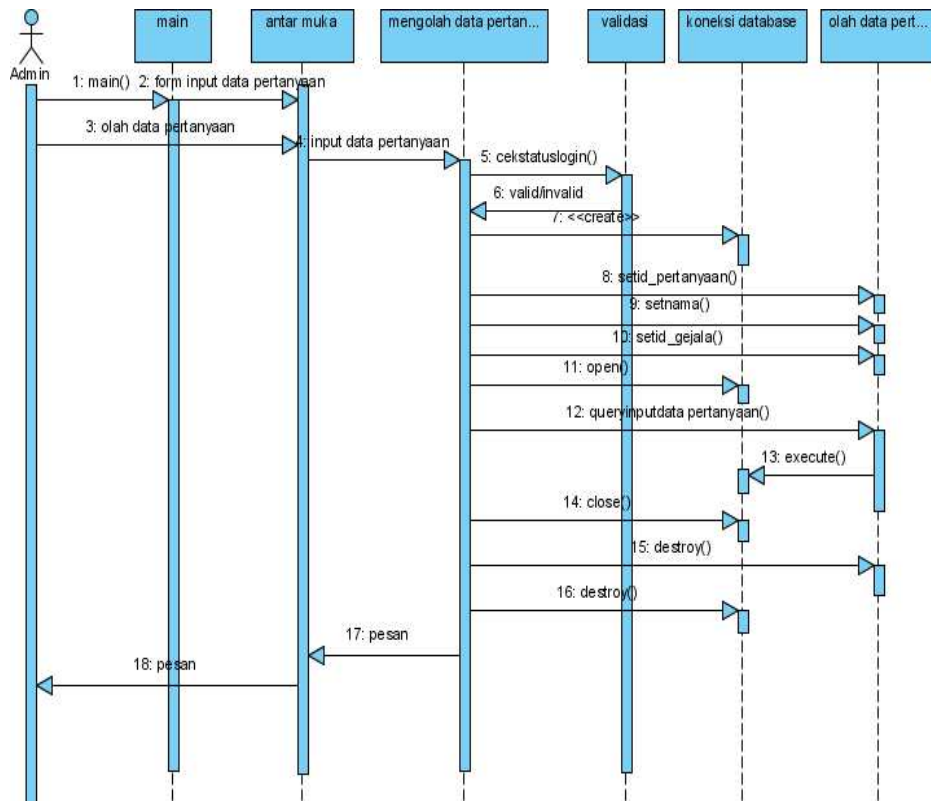 main
antar muka
mengolah data pertan...
validasi
koneksi database
olah data pert...
Admin
1: main()
2: form input data pertanyaan
3: olah data pertanyaan
4: input data pertanyaan
5: cekstatuslogin()
6: valid/invalid
7: <<create>>
8: setid_pertanyaan()
9: setnama()
10: setid_gejala()
11: open()
12: queryinputdata pertanyaan()
13: execute()
14: close()
15: destroy()
16: destroy()
17: pesan
18: pesan